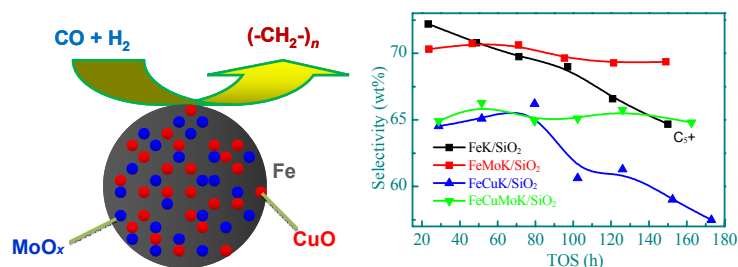 CO + H₂
(-CH₂-)ₙ
Fe
MoOₓ
CuO
Selectivity (wt%)
70
65
60
C₅+
FeK/SiO₂
FeMoK/SiO₂
FeCuK/SiO₂
FeCuMoK/SiO₂
20 40 60 80 100 120 140 160 180
TOS (h)